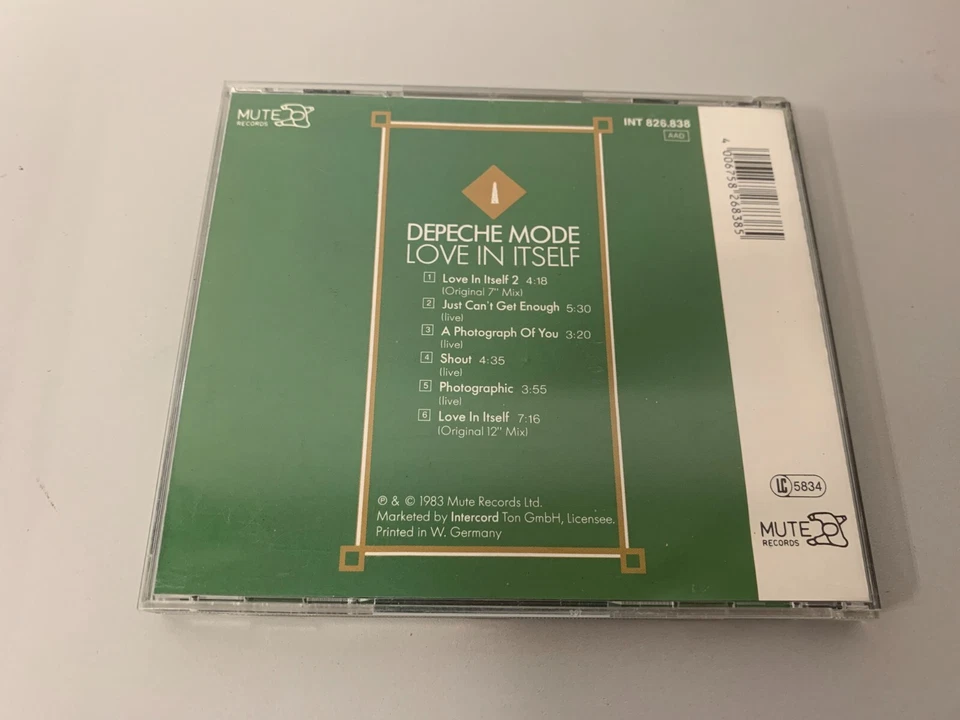 MUTE
RECORDS
INT 826.838
AAD
4 006758 268385
DEPECHE MODE
LOVE IN ITSELF
1 Love In Itself 2 4:18
(Original 7" Mix)
2 Just Can't Get Enough 5:30
(live)
3 A Photograph Of You 3:20
(live)
4 Shout 4:35
(live)
5 Photographic 3:55
(live)
6 Love In Itself 7:16
(Original 12" Mix)
℗ & © 1983 Mute Records Ltd.
Marketed by Intercord Ton GmbH, Licensee.
Printed in W. Germany
LC 5834
MUTE
RECORDS